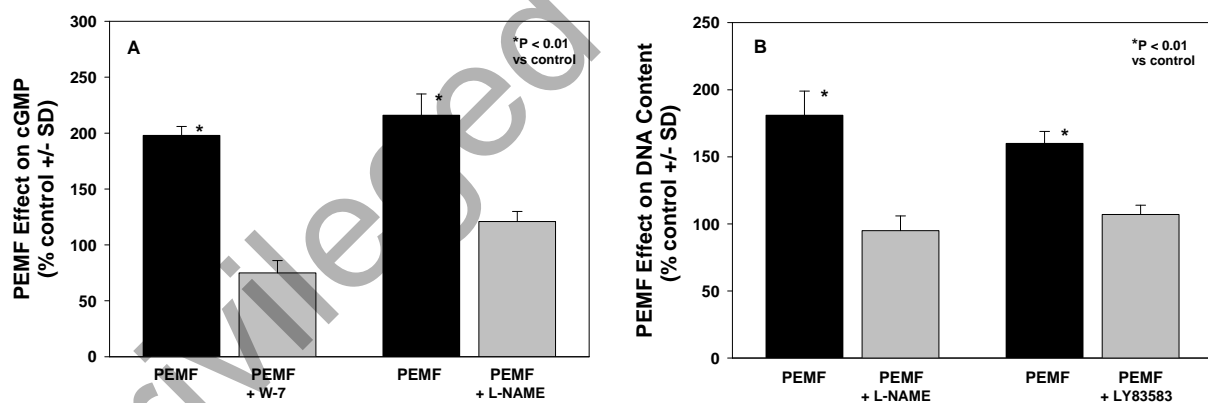 300
250
200
150
100
50
0
PEMF Effect on cGMP
(% control +/- SD)
A
*P < 0.01
vs control
*
*
PEMF
PEMF
+ W-7
PEMF
PEMF
+ L-NAME
250
200
150
100
50
0
PEMF Effect on DNA Content
(% control +/- SD)
B
*P < 0.01
vs control
*
*
PEMF
PEMF
+ L-NAME
PEMF
PEMF
+ LY83583
rivileged